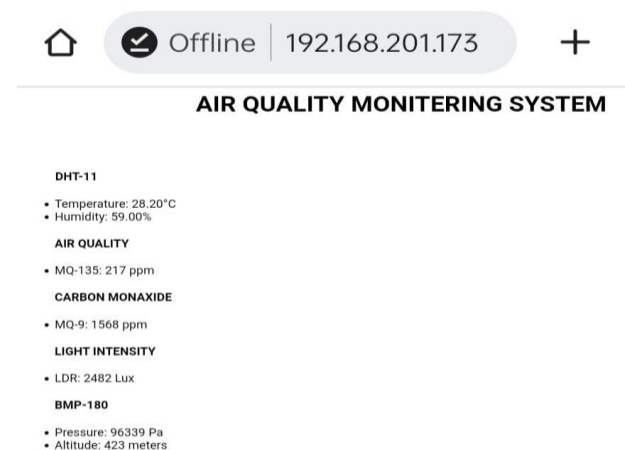 Offline 192.168.201.173
AIR QUALITY MONITERING SYSTEM
DHT-11
• Temperature: 28.20°C
• Humidity: 59.00%
AIR QUALITY
• MQ-135: 217 ppm
CARBON MONAXIDE
• MQ-9: 1568 ppm
LIGHT INTENSITY
• LDR: 2482 Lux
BMP-180
• Pressure: 96339 Pa
• Altitude: 423 meters